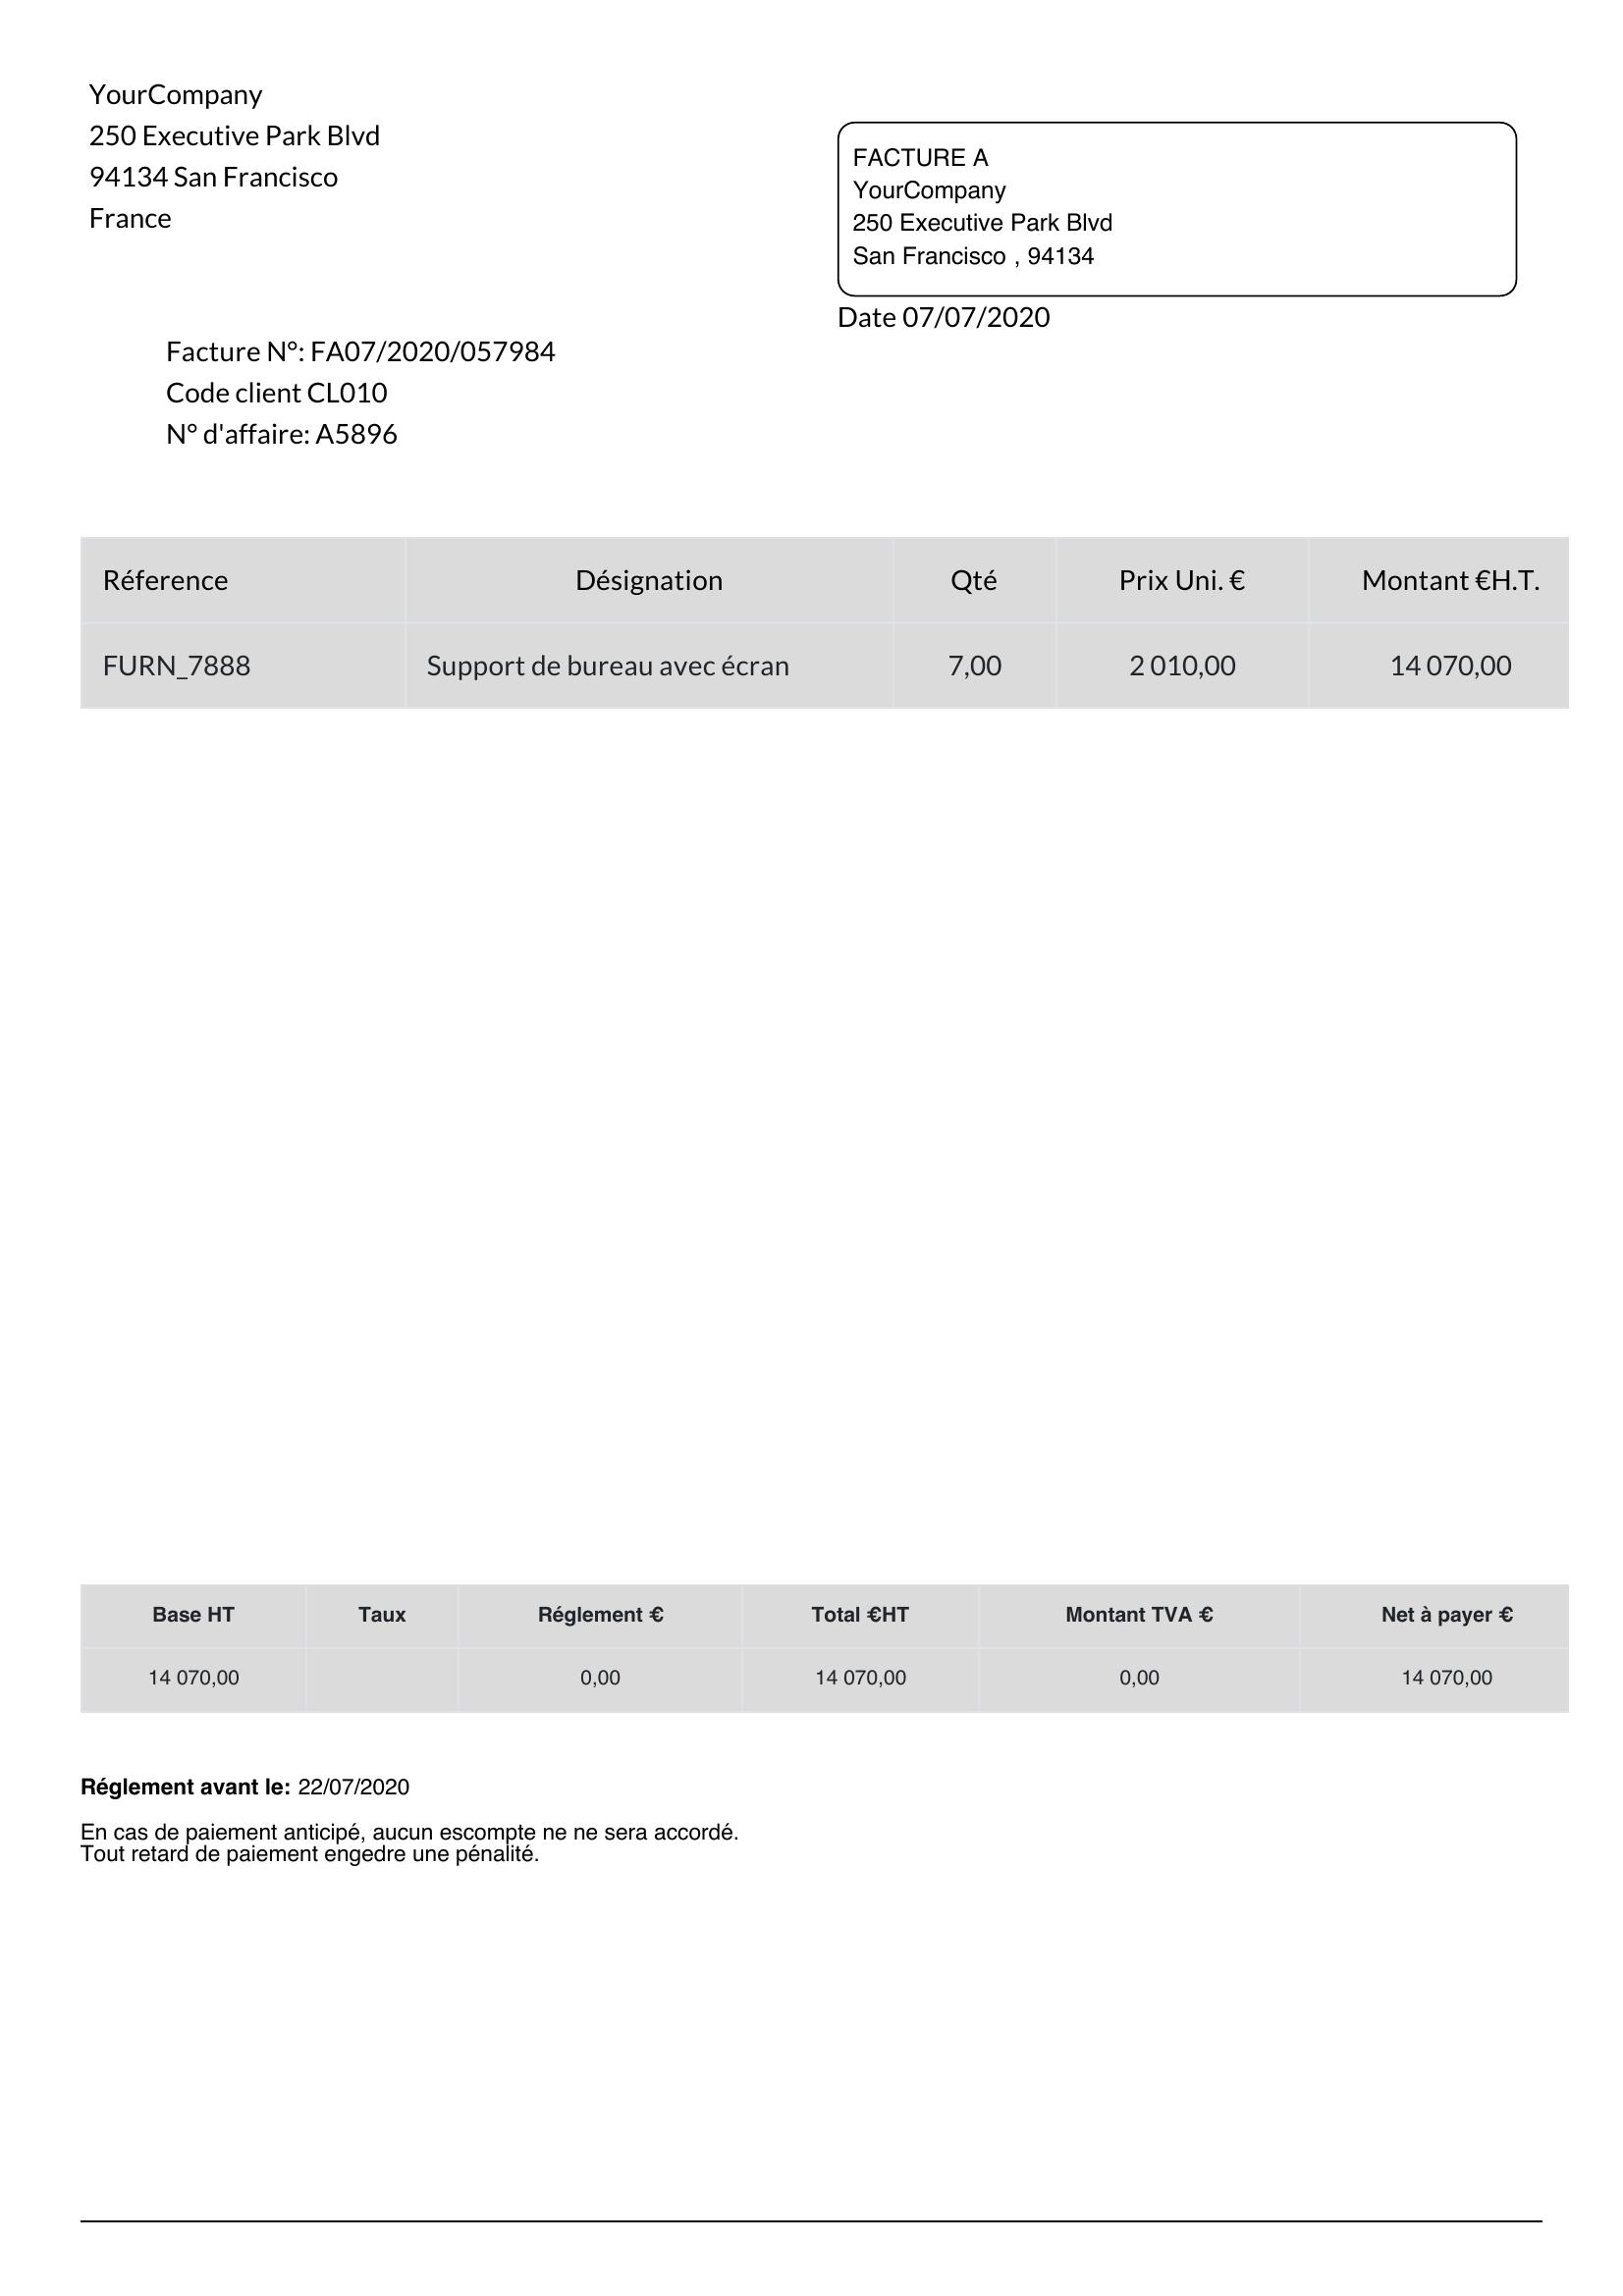 YourCompany
250 Executive Park Blvd
94134 San Francisco
France
FACTURE A
YourCompany
250 Executive Park Blvd
San Francisco , 94134
Date 07/07/2020
Facture N°: FA07/2020/057984
Code client CL010
N° d'affaire: A5896
Réference Désignation Qté Prix Uni. € Montant €H.T.
FURN_7888 Support de bureau avec écran 7,00 2 010,00 14 070,00
Base HT Taux Réglement € Total €HT Montant TVA € Net à payer €
14 070,00 0,00 14 070,00 0,00 14 070,00
Réglement avant le: 22/07/2020
En cas de paiement anticipé, aucun escompte ne ne sera accordé.
Tout retard de paiement engedre une pénalité.